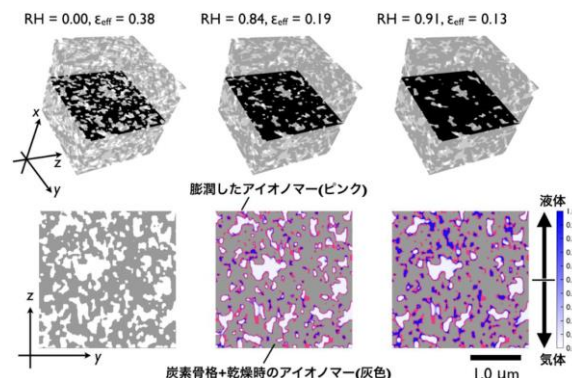 RH = 0.00, εeff = 0.38
RH = 0.84, εeff = 0.19
RH = 0.91, εeff = 0.13
x
z
y
膨潤したアイオノマー(ピンク)
液体
z
y
気体
炭素骨格+乾燥時のアイオノマー(灰色)
1.0 μm